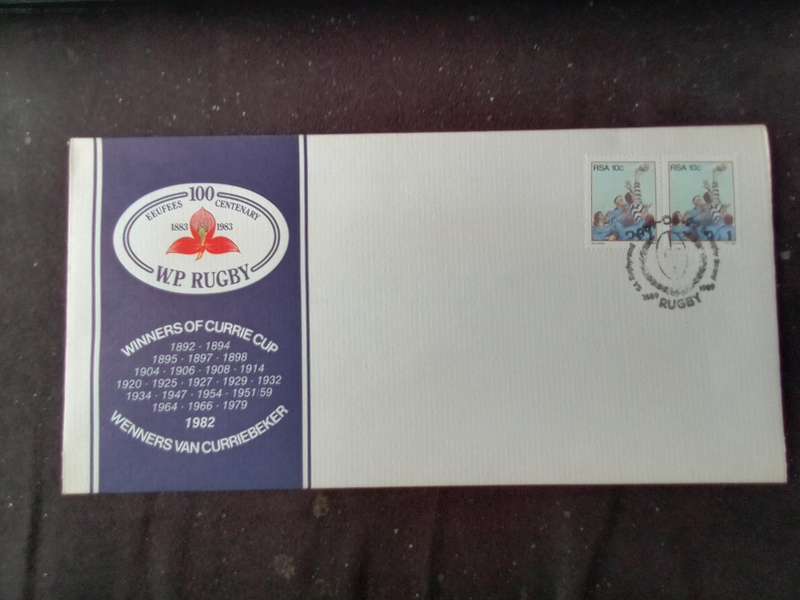 100
EEUFEES CENTENARY
1883 1983
W.P. RUGBY
WINNERS OF CURRIE CUP
1892 · 1894
1895 · 1897 · 1898
1904 · 1906 · 1908 · 1914
1920 · 1925 · 1927 · 1929 · 1932
1934 · 1947 · 1954 · 1951/59
1964 · 1966 · 1979
1982
WENNERS VAN CURRIEBEKER
RSA 10c
RSA 10c
RUGBY